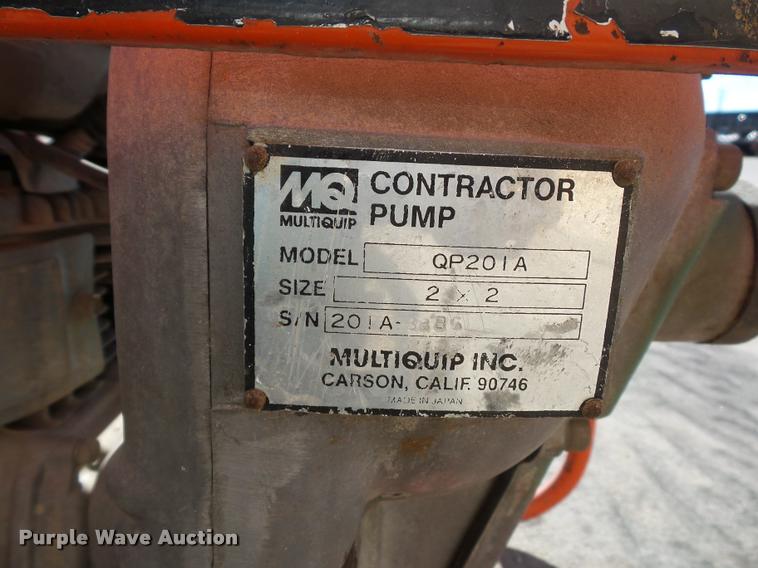 MQ
MULTIQUIP
CONTRACTOR
PUMP
MODEL QP201A
SIZE 2 x 2
S/N 201A-
MULTIQUIP INC.
CARSON, CALIF. 90746
MADE IN JAPAN
Purple Wave Auction